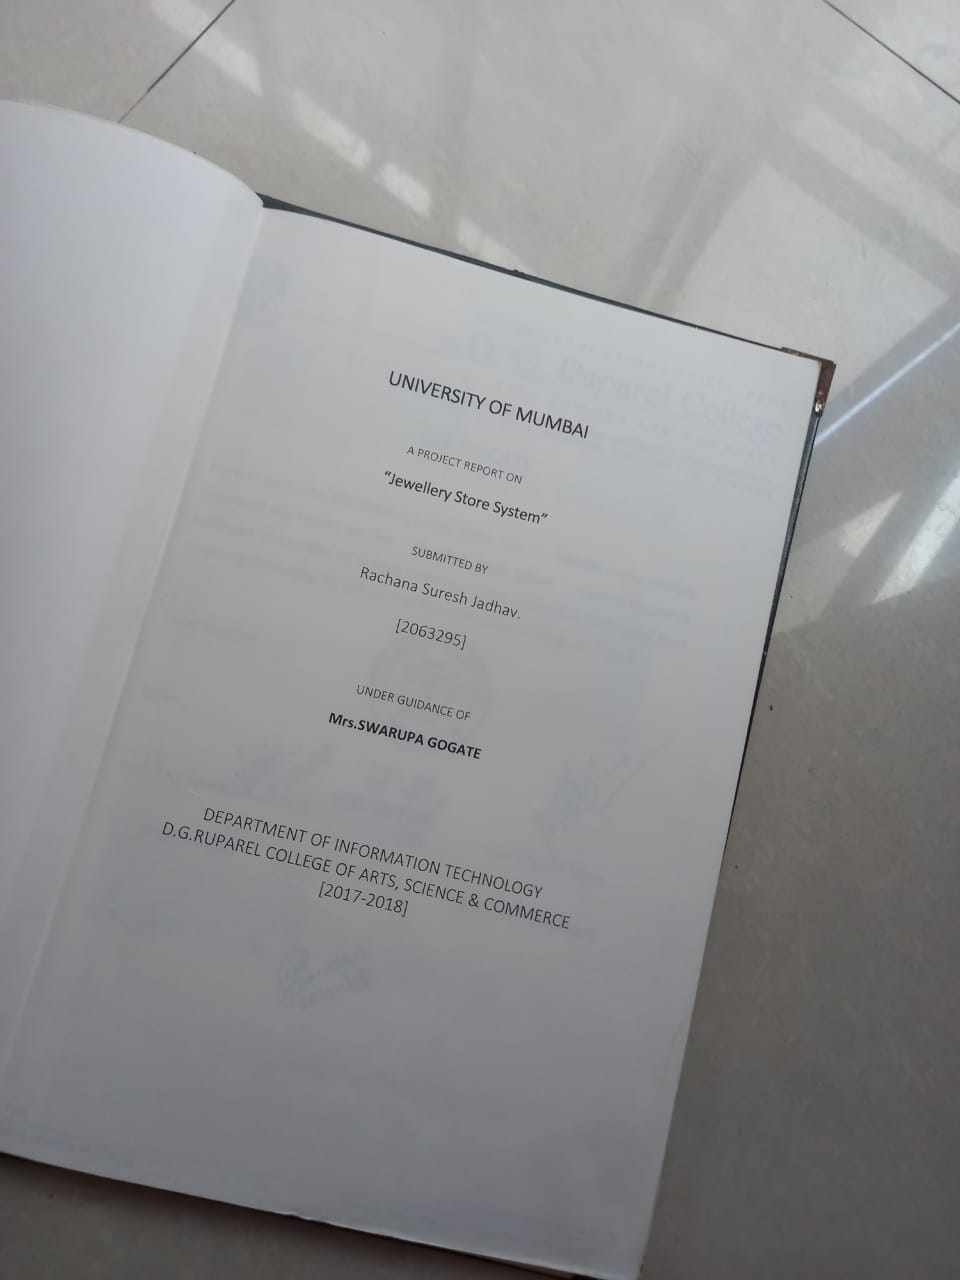 UNIVERSITY OF MUMBAI
A PROJECT REPORT ON
“Jewellery Store System”
SUBMITTED BY
Rachana Suresh Jadhav.
[2063295]
UNDER GUIDANCE OF
Mrs.SWARUPA GOGATE
DEPARTMENT OF INFORMATION TECHNOLOGY
D.G.RUPAREL COLLEGE OF ARTS, SCIENCE & COMMERCE
[2017-2018]